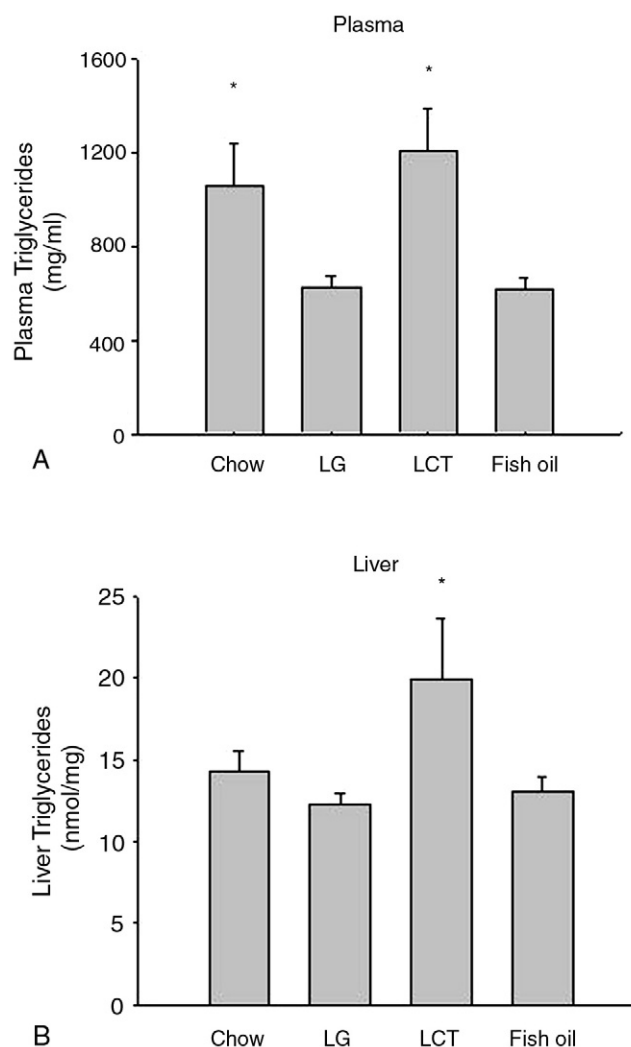 Plasma
*
*
1600
1200
800
400
0
Plasma Triglycerides
(mg/ml)
A
Chow LG LCT Fish oil
Liver
*
25
20
15
10
5
0
Liver Triglycerides
(nmol/mg)
B
Chow LG LCT Fish oil